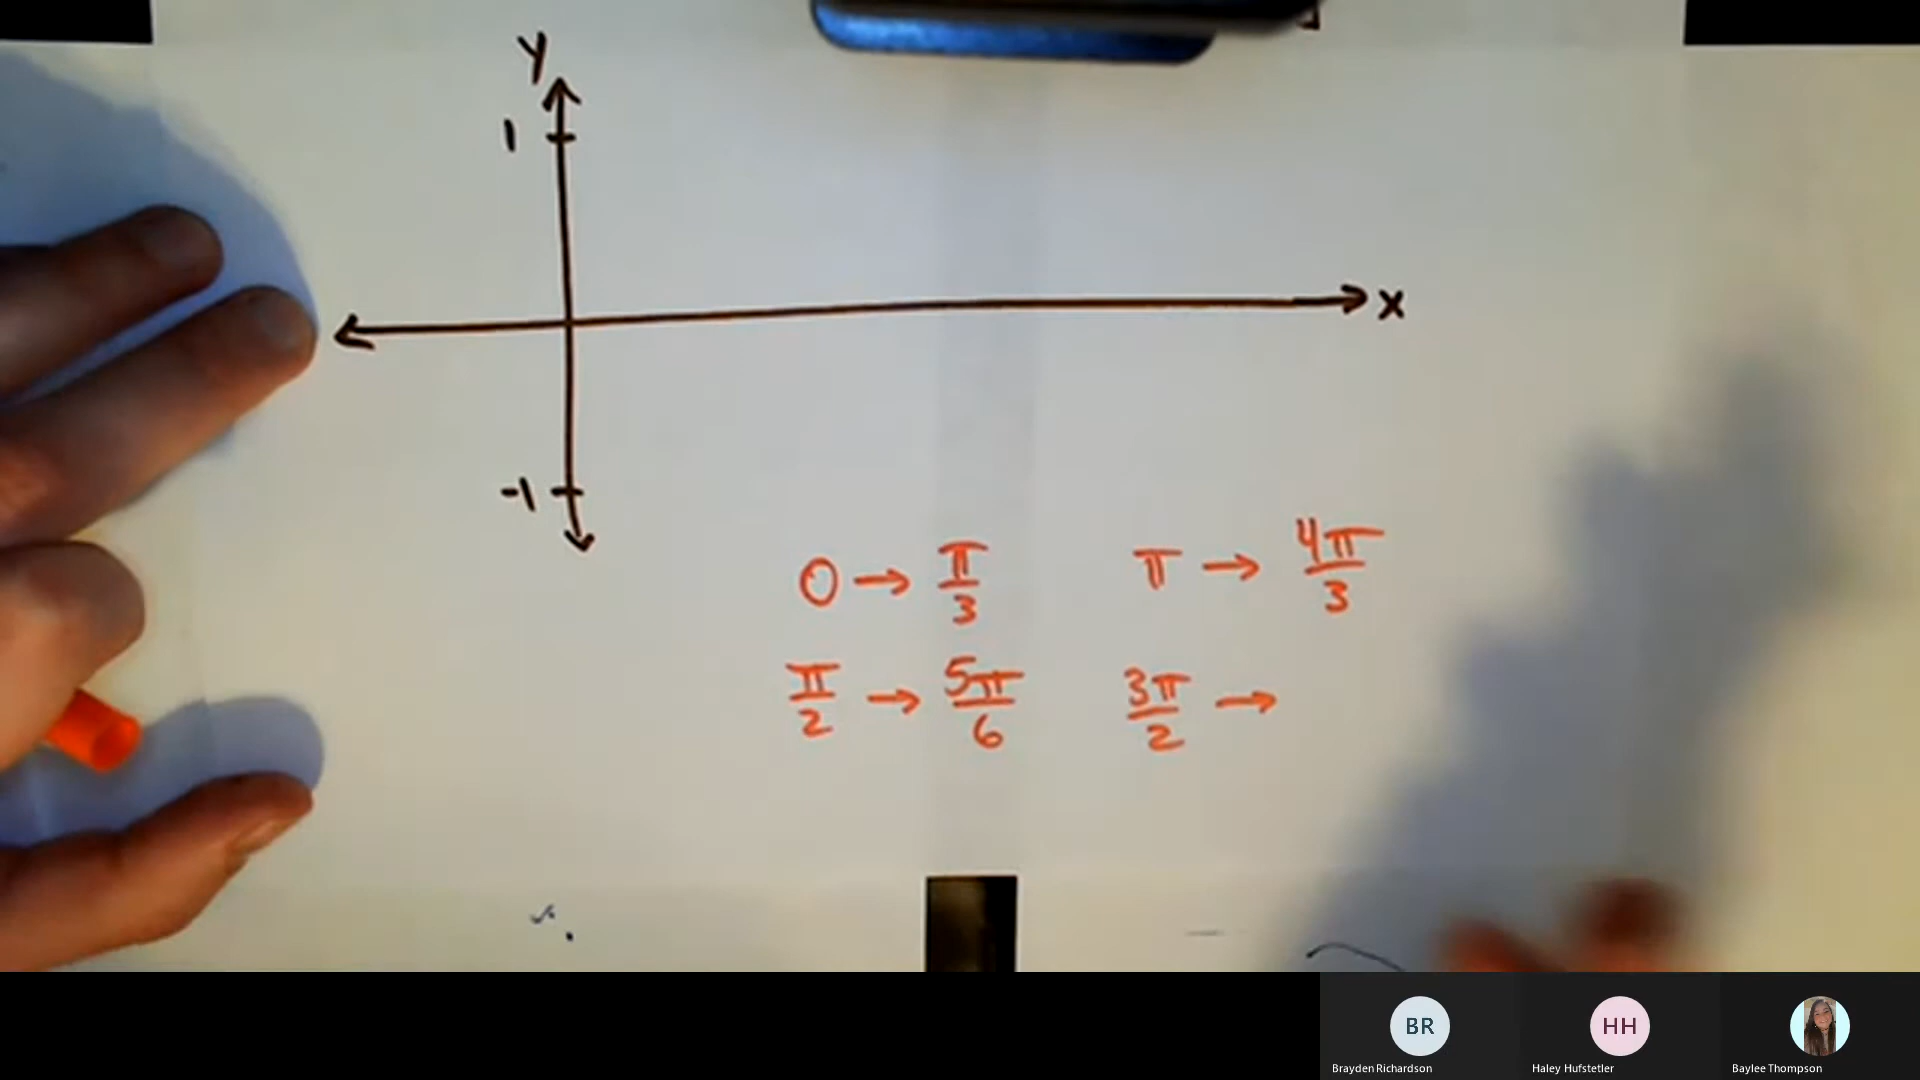 Y
1
X
-1
0 → π/3
π → 4π/3
π/2 → 5π/6
3π/2 →
BR
HH
Brayden Richardson
Haley Hufstetler
Baylee Thompson